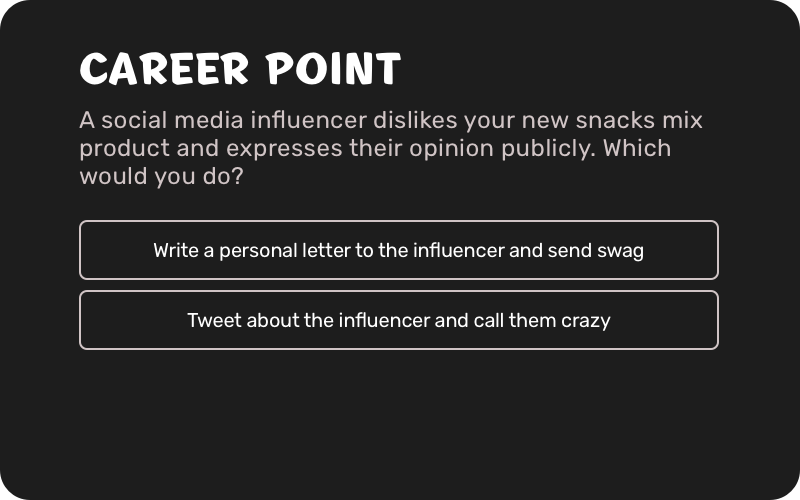 CAREER POINT
A social media influencer dislikes your new snacks mix
product and expresses their opinion publicly. Which
would you do?
Write a personal letter to the influencer and send swag
Tweet about the influencer and call them crazy